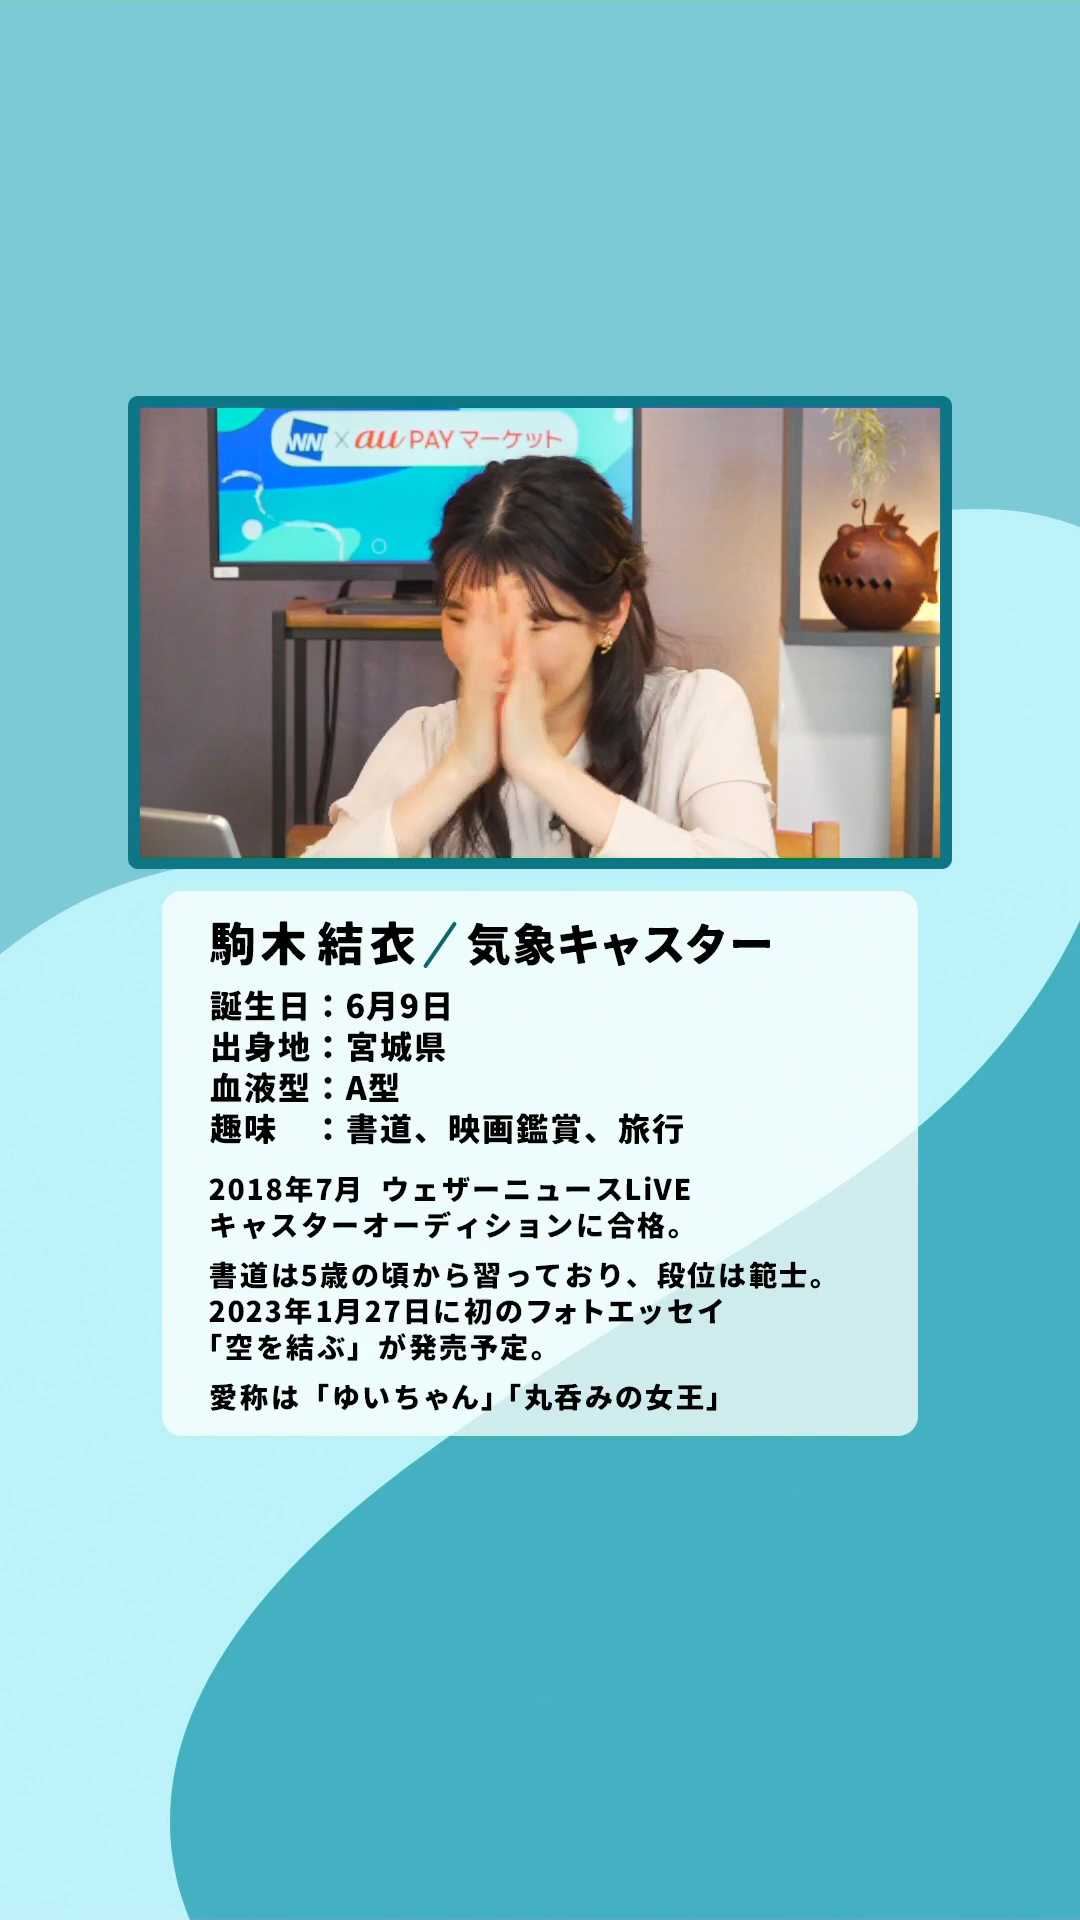 WNI × au PAY マーケット
駒木 結衣／気象キャスター
誕生日：6月9日
出身地：宮城県
血液型：A型
趣味　：書道、映画鑑賞、旅行
2018年7月 ウェザーニュースLiVE
キャスターオーディションに合格。
書道は5歳の頃から習っており、段位は範士。
2023年1月27日に初のフォトエッセイ
「空を結ぶ」が発売予定。
愛称は「ゆいちゃん」「丸呑みの女王」